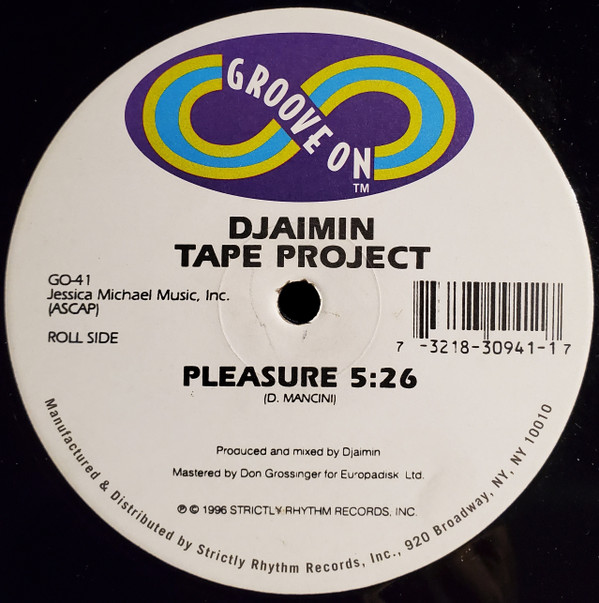 GROOVE ON
TM
DJAIMIN
TAPE PROJECT
GO-41
Jessica Michael Music, Inc.
(ASCAP)
ROLL SIDE
7 -3218-30941-1 7
PLEASURE 5:26
(D. MANCINI)
Produced and mixed by Djaimin
Mastered by Don Grossinger for Europadisk Ltd.
℗ © 1996 STRICTLY RHYTHM RECORDS, INC.
Manufactured & Distributed by Strictly Rhythm Records, Inc., 920 Broadway, NY, NY 10010